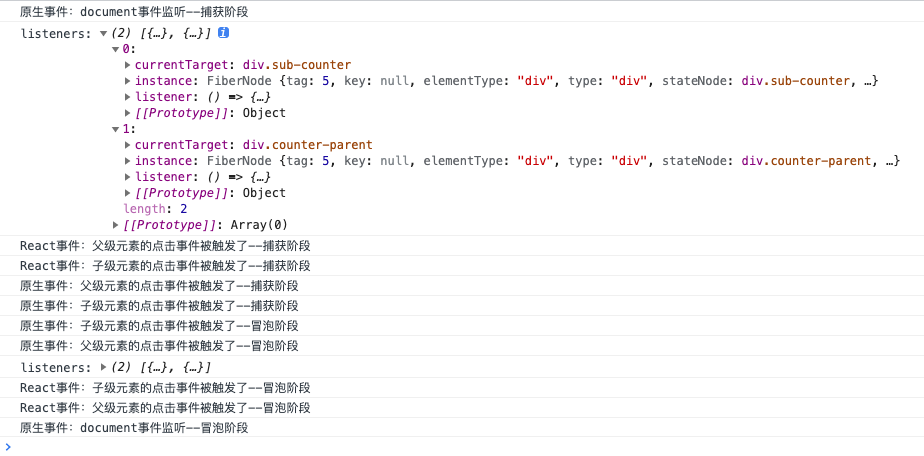 原生事件：document事件监听--捕获阶段
listeners: ▼(2) [{…}, {…}] i
▼0:
▶currentTarget: div.sub-counter
▶instance: FiberNode {tag: 5, key: null, elementType: "div", type: "div", stateNode: div.sub-counter, …}
▶listener: () => {…}
▶[[Prototype]]: Object
▼1:
▶currentTarget: div.counter-parent
▶instance: FiberNode {tag: 5, key: null, elementType: "div", type: "div", stateNode: div.counter-parent, …}
▶listener: () => {…}
▶[[Prototype]]: Object
length: 2
▶[[Prototype]]: Array(0)
React事件：父级元素的点击事件被触发了--捕获阶段
React事件：子级元素的点击事件被触发了--捕获阶段
原生事件：父级元素的点击事件被触发了--捕获阶段
原生事件：子级元素的点击事件被触发了--捕获阶段
原生事件：子级元素的点击事件被触发了--冒泡阶段
原生事件：父级元素的点击事件被触发了--冒泡阶段
listeners: ▶(2) [{…}, {…}]
React事件：子级元素的点击事件被触发了--冒泡阶段
React事件：父级元素的点击事件被触发了--冒泡阶段
原生事件：document事件监听--冒泡阶段